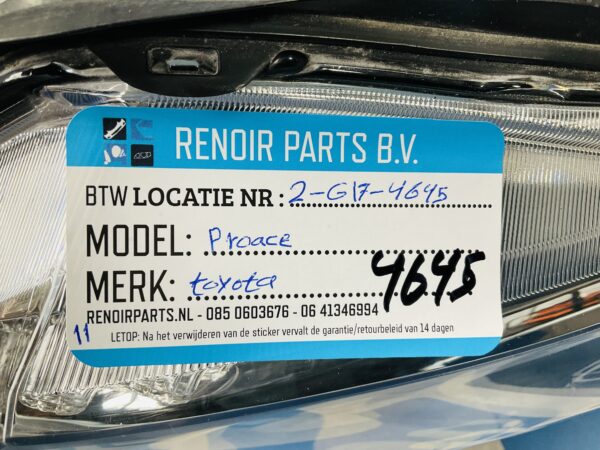 RENOIR PARTS B.V.
BTW LOCATIE NR: 2-G17-4645
MODEL: Proace
MERK: toyota
4645
RENOIRPARTS.NL - 085 0603676 - 06 41346994
11
LETOP: Na het verwijderen van de sticker vervalt de garantie/retourbeleid van 14 dagen